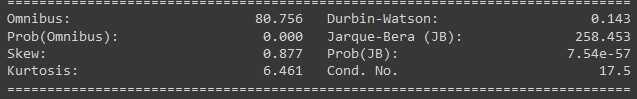 ==============================================================================
Omnibus:                       80.756   Durbin-Watson:                   0.143
Prob(Omnibus):                  0.000   Jarque-Bera (JB):              258.453
Skew:                           0.877   Prob(JB):                     7.54e-57
Kurtosis:                       6.461   Cond. No.                         17.5
==============================================================================